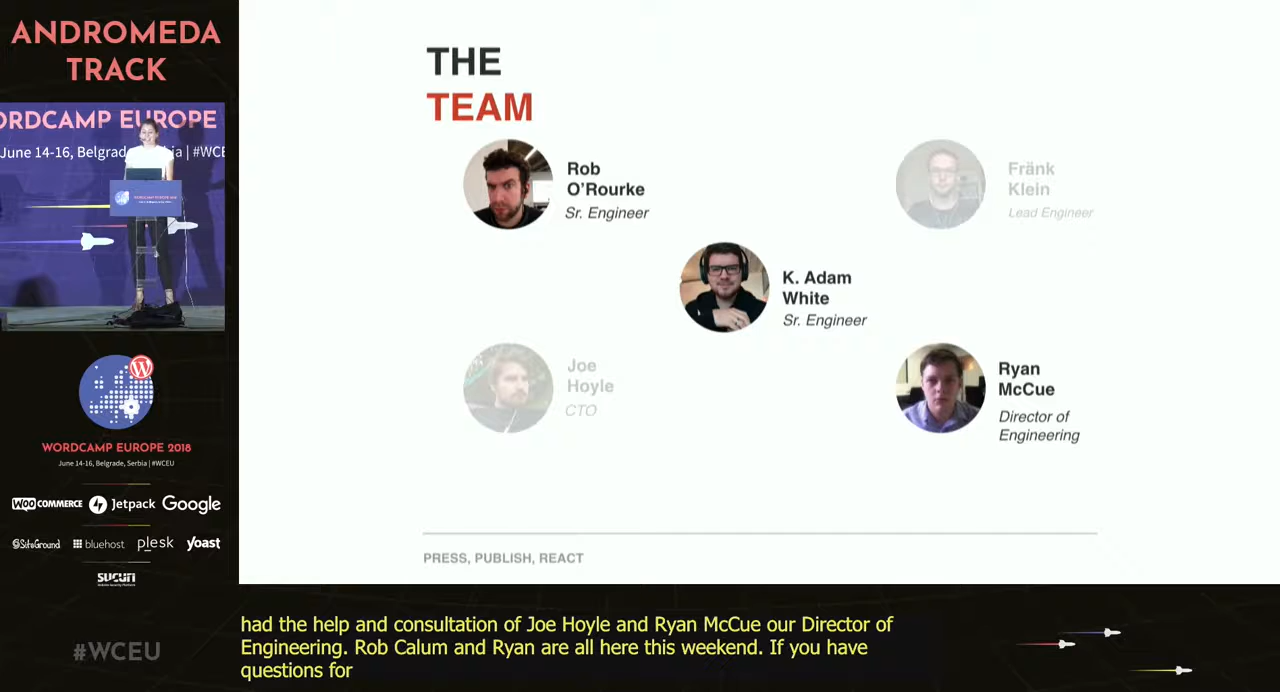 ANDROMEDA
TRACK
ORDCAMP EUROPE
June 14-16, Belgrad ia | #WCE
WORDCAMP EUROPE 2018
June 14-16, Belgrade, Serbia | #WCEU
WOO COMMERCE Jetpack Google
SiteGround bluehost plesk yoast
SUCURI
#WCEU
THE
TEAM
Rob
O'Rourke
Sr. Engineer
Fränk
Klein
Lead Engineer
K. Adam
White
Sr. Engineer
Joe
Hoyle
CTO
Ryan
McCue
Director of
Engineering
PRESS, PUBLISH, REACT
had the help and consultation of Joe Hoyle and Ryan McCue our Director of
Engineering. Rob Calum and Ryan are all here this weekend. If you have
questions for